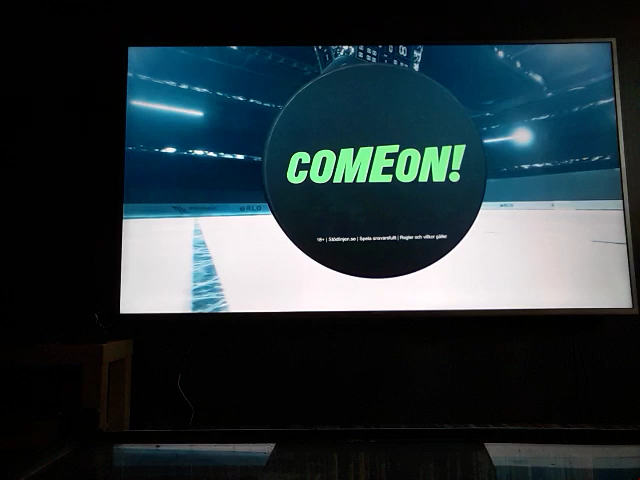 COMEON!
18+ | Stödlinjen.se | Spela ansvarsfullt | Regler och villkor gäller